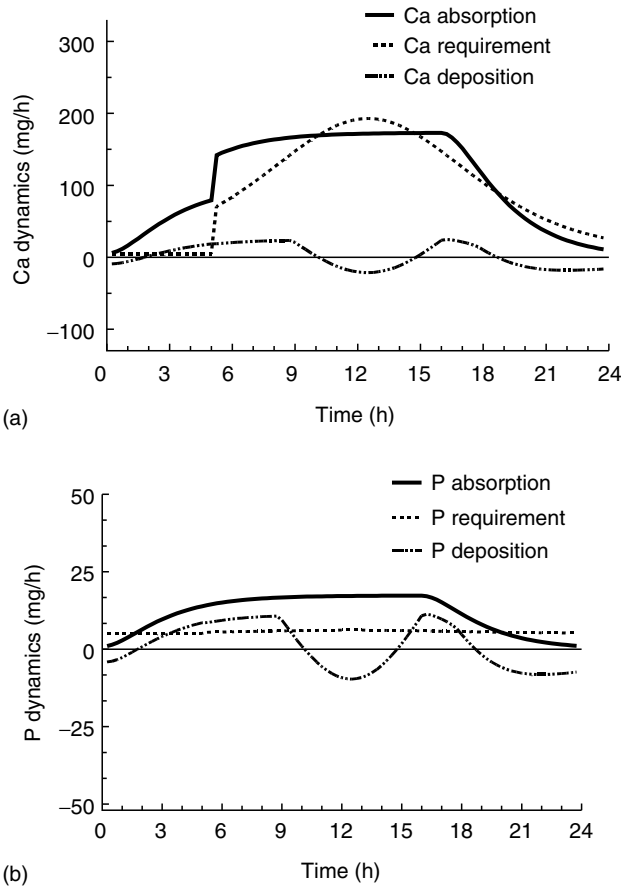 Ca absorption
Ca requirement
Ca deposition
Ca dynamics (mg/h)
300
200
100
0
−100
0 3 6 9 12 15 18 21 24
Time (h)
(a)
P absorption
P requirement
P deposition
P dynamics (mg/h)
50
25
0
−25
−50
0 3 6 9 12 15 18 21 24
Time (h)
(b)